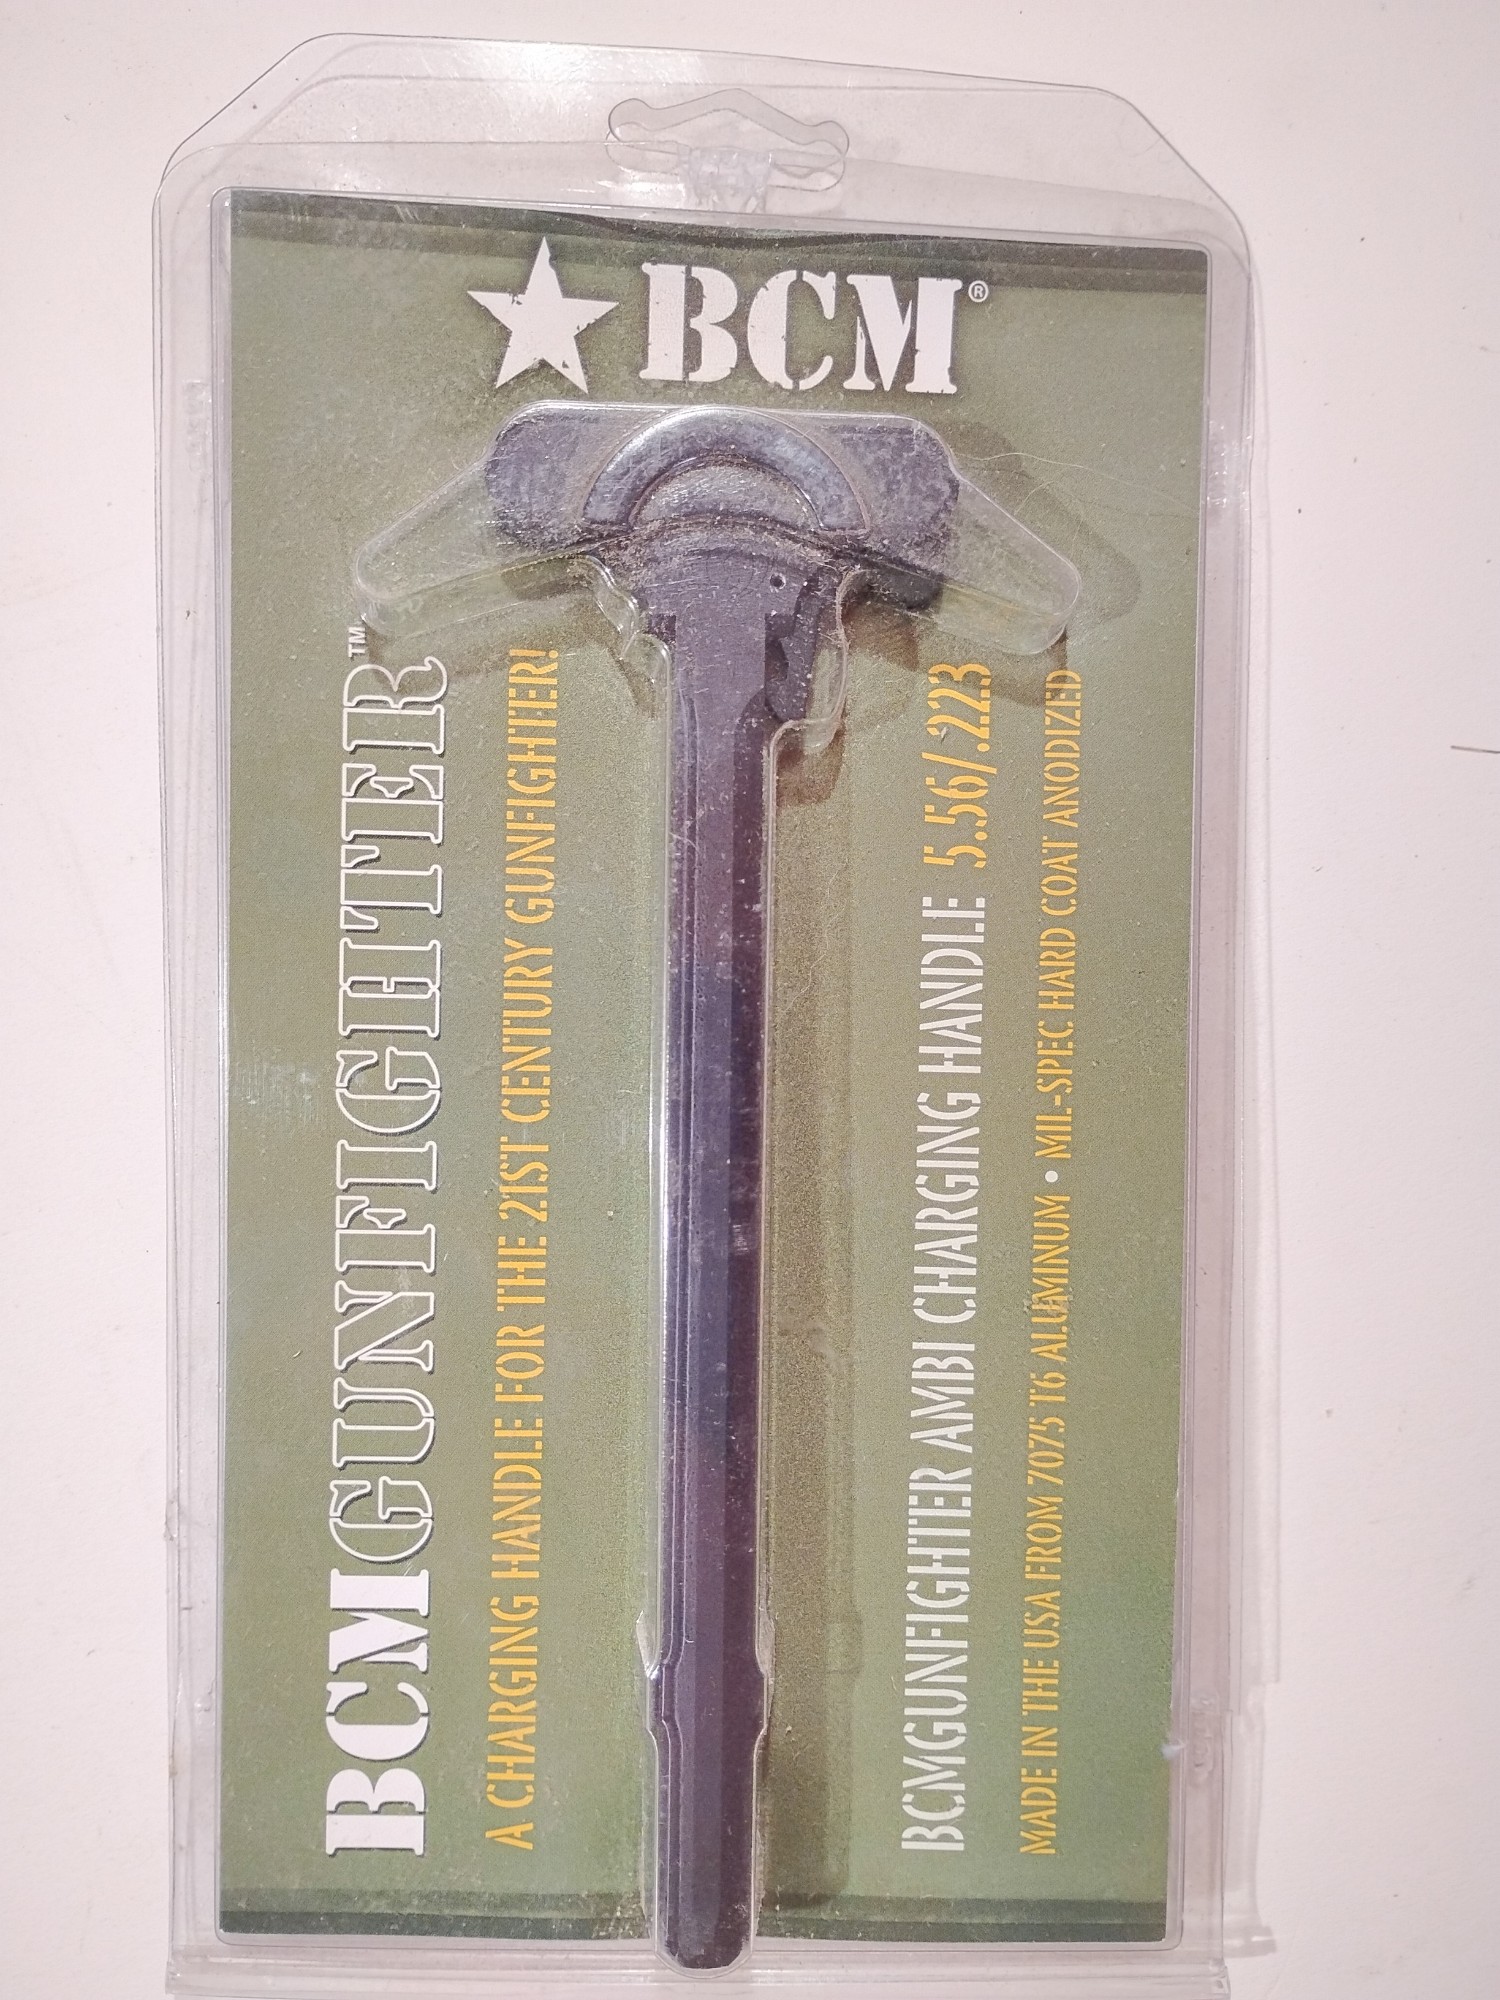 BCM®
BCMGUNFIGHTER™
A CHARGING HANDLE FOR THE 21ST CENTURY GUNFIGHTER!
BCMGUNFIGHTER AMBI CHARGING HANDLE 5.56/.223
MADE IN THE USA FROM 7075 T6 ALUMINUM • MIL-SPEC HARD COAT ANODIZED